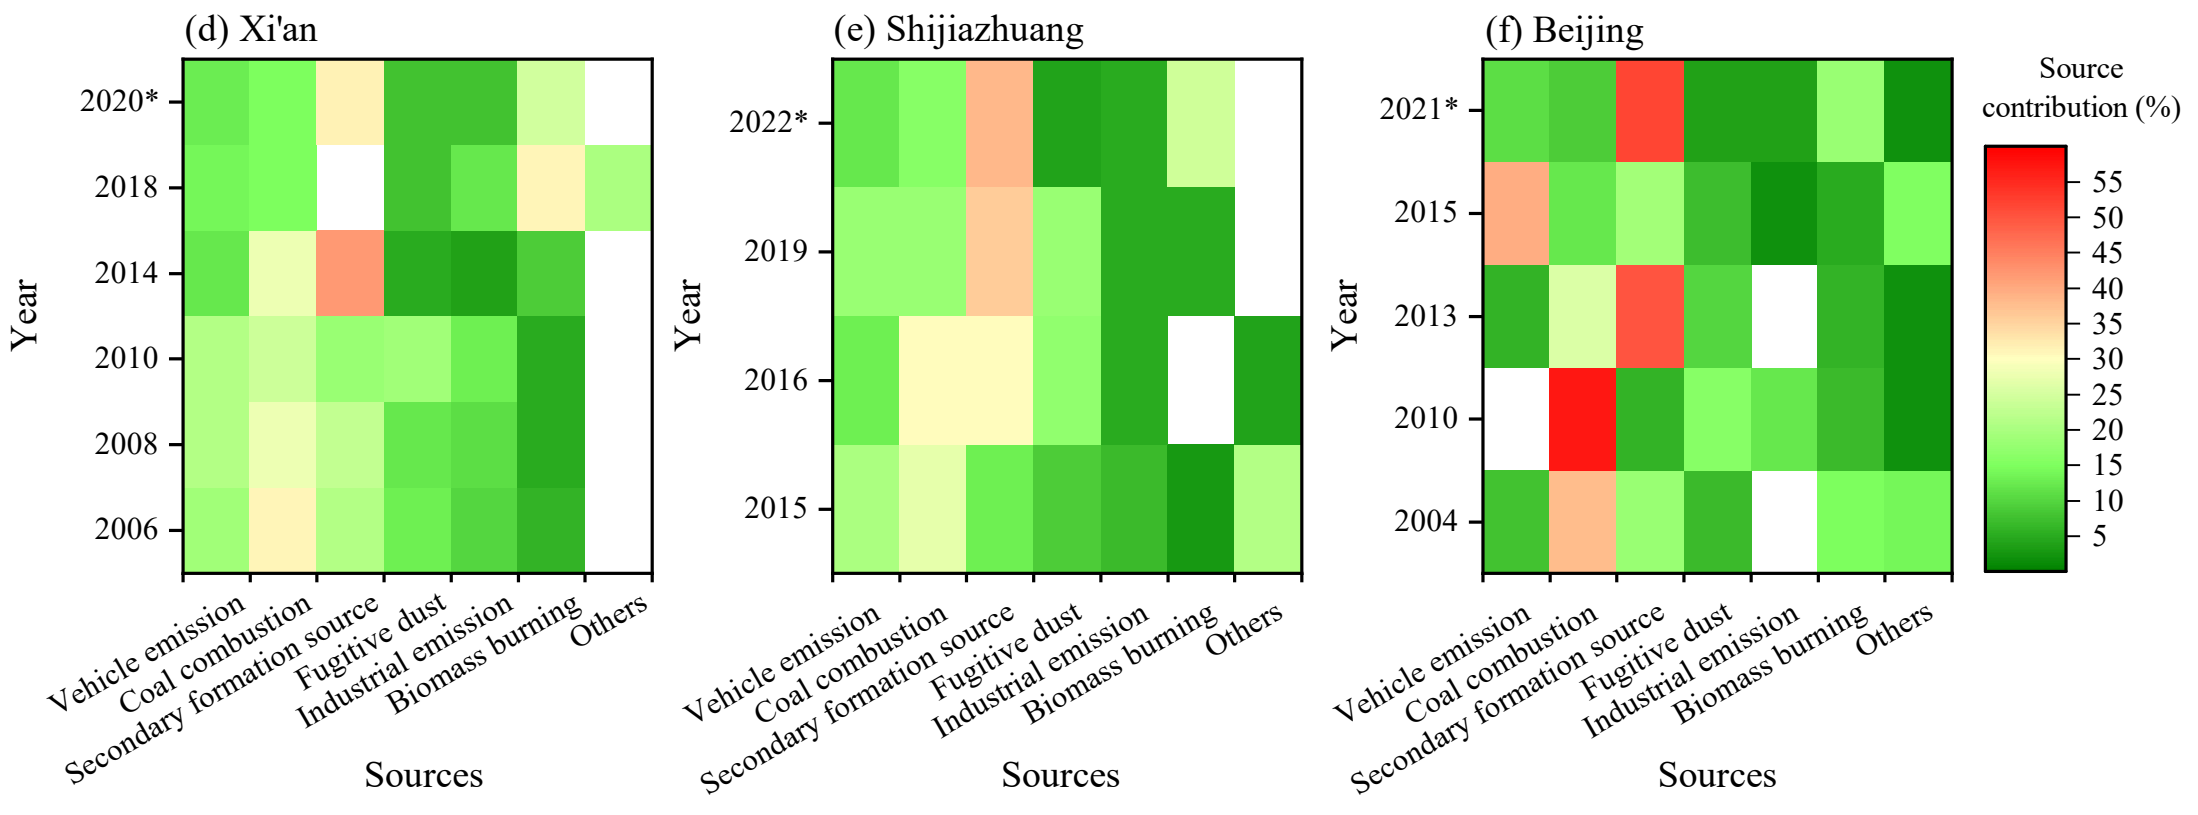 (d) Xi'an
2020*
2018
2014
2010
2008
2006
Year
Vehicle emission
Coal combustion
Secondary formation source
Fugitive dust
Industrial emission
Biomass burning
Others
Sources
(e) Shijiazhuang
2022*
2019
2016
2015
Year
Vehicle emission
Coal combustion
Secondary formation source
Fugitive dust
Industrial emission
Biomass burning
Others
Sources
(f) Beijing
2021*
2015
2013
2010
2004
Year
Vehicle emission
Coal combustion
Secondary formation source
Fugitive dust
Industrial emission
Biomass burning
Others
Sources
Source
contribution (%)
55
50
45
40
35
30
25
20
15
10
5